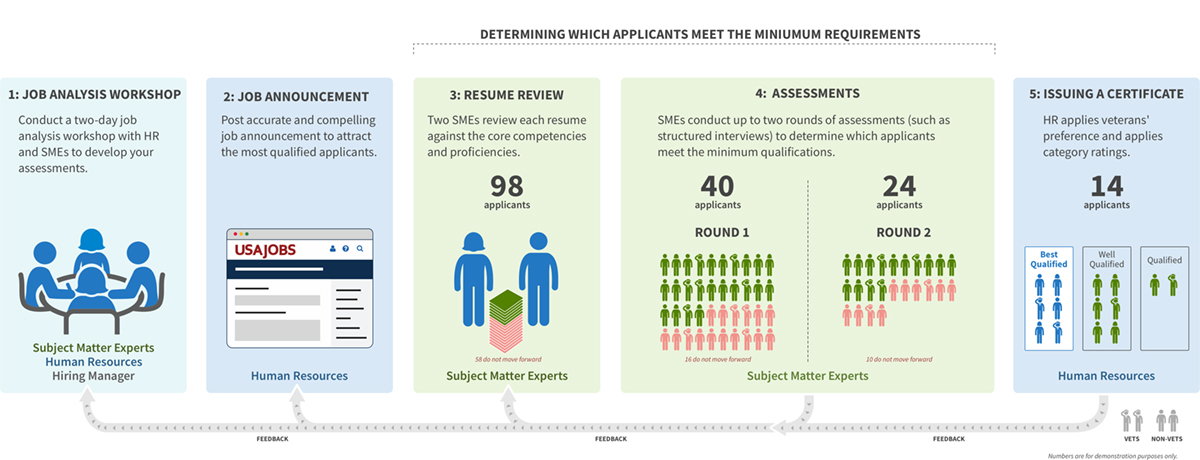 DETERMINING WHICH APPLICANTS MEET THE MINIUMUM REQUIREMENTS
1: JOB ANALYSIS WORKSHOP
Conduct a two-day job
analysis workshop with HR
and SMEs to develop your
assessments.
Subject Matter Experts
Human Resources
Hiring Manager
2: JOB ANNOUNCEMENT
Post accurate and compelling
job announcement to attract
the most qualified applicants.
USAJOBS
Human Resources
3: RESUME REVIEW
Two SMEs review each resume
against the core competencies
and proficiencies.
98
applicants
58 do not move forward
Subject Matter Experts
4: ASSESSMENTS
SMEs conduct up to two rounds of assessments (such as
structured interviews) to determine which applicants
meet the minimum qualifications.
40
applicants
ROUND 1
16 do not move forward
24
applicants
ROUND 2
10 do not move forward
Subject Matter Experts
5: ISSUING A CERTIFICATE
HR applies veterans'
preference and applies
category ratings.
14
applicants
Best
Qualified
Well
Qualified
Qualified
Human Resources
FEEDBACK
FEEDBACK
FEEDBACK
VETS
NON-VETS
Numbers are for demonstration purposes only.